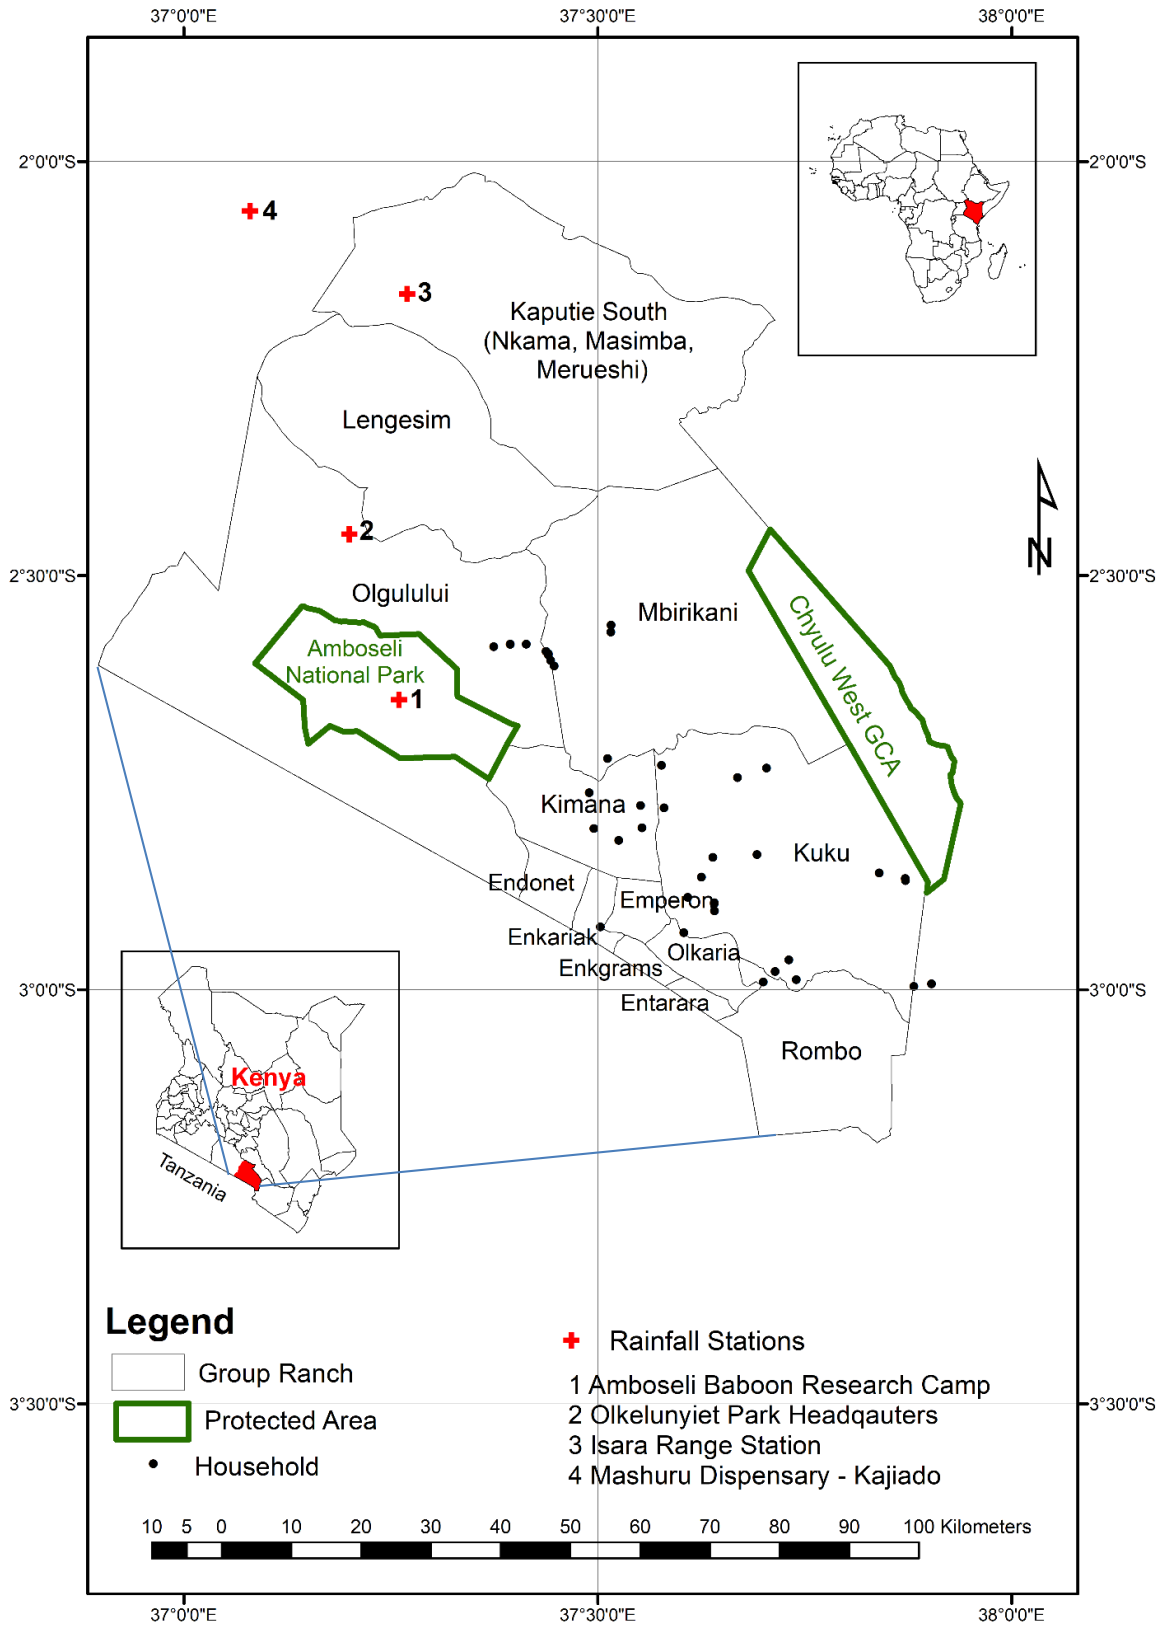 37°0'0"E
37°30'0"E
38°0'0"E
2°0'0"S
2°0'0"S
4
3
Kaputie South
(Nkama, Masimba,
Merueshi)
Lengesim
2
N
2°30'0"S
2°30'0"S
Olgulului
Mbirikani
Chyulu West GCA
Amboseli
National Park
1
Kimana
Kuku
Endonet
Emperon
Enkariak
Olkaria
Enkgrams
3°0'0"S
3°0'0"S
Entarara
Rombo
Kenya
Tanzania
Legend
Group Ranch
Protected Area
Household
Rainfall Stations
1 Amboseli Baboon Research Camp
2 Olkelunyiet Park Headqauters
3 Isara Range Station
4 Mashuru Dispensary - Kajiado
3°30'0"S
3°30'0"S
10 5 0 10 20 30 40 50 60 70 80 90 100 Kilometers
37°0'0"E
37°30'0"E
38°0'0"E